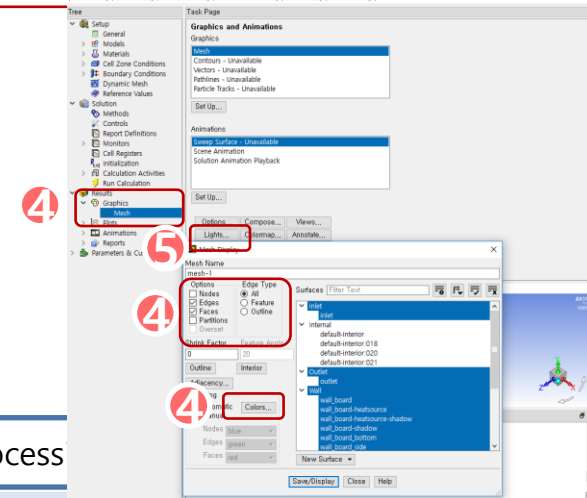 Tree
Task Page
Setup
General
Models
Materials
Cell Zone Conditions
Boundary Conditions
Dynamic Mesh
Reference Values
Solution
Methods
Controls
Report Definitions
Monitors
Cell Registers
Initialization
Calculation Activities
Run Calculation
Results
Graphics
Mesh
Plots
Animations
Reports
Parameters & Cu
Graphics and Animations
Graphics
Mesh
Contours - Unavailable
Vectors - Unavailable
Pathlines - Unavailable
Particle Tracks - Unavailable
Set Up...
Animations
Sweep Surface - Unavailable
Scene Animation
Solution Animation Playback
Set Up...
Options... Compose... Views...
Lights... Colormap... Annotate...
4
5
Mesh Display
Mesh Name
mesh-1
Options
Nodes
Edges
Faces
Partitions
Overset
Edge Type
All
Feature
Outline
4
Shrink Factor Feature Angle
0 20
Outline Interior
Adjacency...
omatic Colors...
4
Nodes blue
Edges green
Faces red
Surfaces Filter Text
Inlet
inlet
Internal
default-interior
default-interior:018
default-interior:020
default-interior:021
Outlet
outlet
Wall
wall_board
wall_board-heatsource
wall_board-heatsource-shadow
wall_board-shadow
wall_board_bottom
wall_board_side
New Surface
Save/Display Close Help
ocess